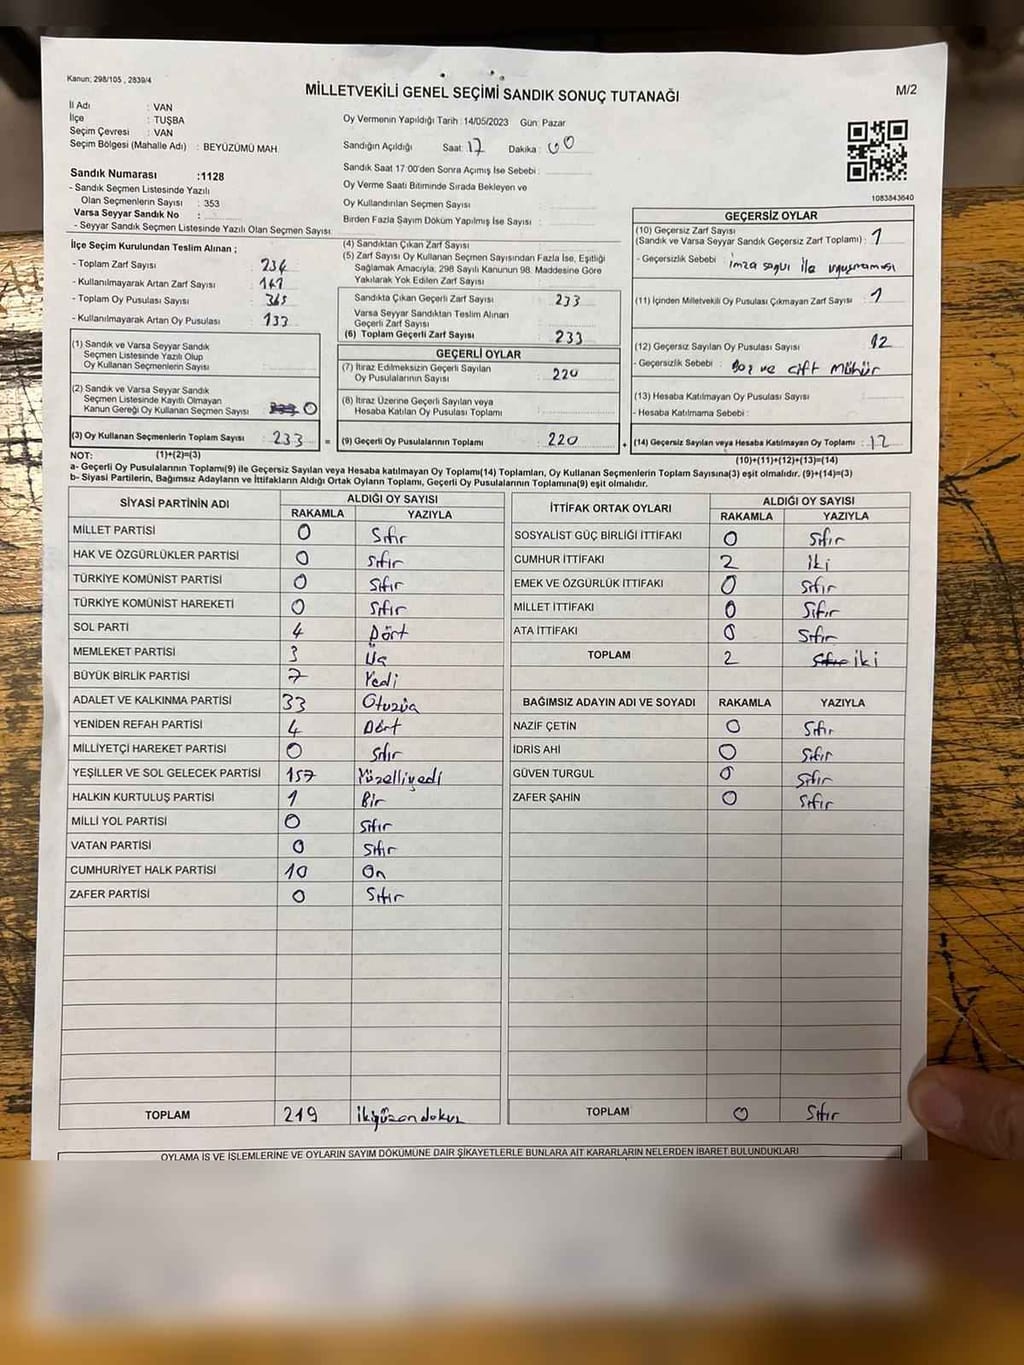 Kanun; 298/105 , 2839/4
MİLLETVEKİLİ GENEL SEÇİMİ SANDIK SONUÇ TUTANAĞI
M/2
İl Adı : VAN
İlçe : TUŞBA
Seçim Çevresi : VAN
Seçim Bölgesi (Mahalle Adı) : BEYÜZÜMÜ MAH.
Sandık Numarası :1128
- Sandık Seçmen Listesinde Yazılı
Olan Seçmenlerin Sayısı : 353
Varsa Seyyar Sandık No :
- Seyyar Sandık Seçmen Listesinde Yazılı Olan Seçmen Sayısı
Oy Vermenin Yapıldığı Tarih :14/05/2023 Gün: Pazar
Sandığın Açıldığı Saat: 17 Dakika : 00
Sandık Saat 17:00'den Sonra Açılmış İse Sebebi :
Oy Verme Saati Bitiminde Sırada Bekleyen ve
Oy Kullandırılan Seçmen Sayısı :
Birden Fazla Sayım Döküm Yapılmış İse Sayısı :
1083843640
İlçe Seçim Kurulundan Teslim Alınan ;
- Toplam Zarf Sayısı
- Kullanılmayarak Artan Zarf Sayısı :
- Toplam Oy Pusulası Sayısı : 365
- Kullanılmayarak Artan Oy Pusulası : 133
(1) Sandık ve Varsa Seyyar Sandık
Seçmen Listesinde Yazılı Olup
Oy Kullanan Seçmenlerin Sayısı :
(2) Sandık ve Varsa Seyyar Sandık
Seçmen Listesinde Kayıtlı Olmayan
Kanun Gereği Oy Kullanan Seçmen Sayısı : 0
(3) Oy Kullanan Seçmenlerin Toplam Sayısı : 233 =
(1)+(2)=(3)
(4) Sandıktan Çıkan Zarf Sayısı :
(5) Zarf Sayısı Oy Kullanan Seçmen Sayısından Fazla İse, Eşitliği
Sağlamak Amacıyla, 298 Sayılı Kanunun 98. Maddesine Göre
Yakılarak Yok Edilen Zarf Sayısı :
Sandıkta Çıkan Geçerli Zarf Sayısı : 233
Varsa Seyyar Sandıktan Teslim Alınan
Geçerli Zarf Sayısı :
(6) Toplam Geçerli Zarf Sayısı : 233
GEÇERLİ OYLAR
(7) İtiraz Edilmeksizin Geçerli Sayılan
Oy Pusulalarının Sayısı : 220
(8) İtiraz Üzerine Geçerli Sayılan veya
Hesaba Katılan Oy Pusulası Toplamı :
(9) Geçerli Oy Pusulalarının Toplamı : 220 +
GEÇERSİZ OYLAR
(10) Geçersiz Zarf Sayısı
(Sandık ve Varsa Seyyar Sandık Geçersiz Zarf Toplamı) : 1
- Geçersizlik Sebebi : imza sayısı ile uyuşmaması
(11) İçinden Milletvekili Oy Pusulası Çıkmayan Zarf Sayısı : 1
(12) Geçersiz Sayılan Oy Pusulası Sayısı : 12
- Geçersizlik Sebebi : Boş ve çift mühür
(13) Hesaba Katılmayan Oy Pusulası Sayısı :
- Hesaba Katılmama Sebebi :
(14) Geçersiz Sayılan veya Hesaba Katılmayan Oy Toplamı : 12
(10)+(11)+(12)+(13)=(14)
NOT:
a- Geçerli Oy Pusulalarının Toplamı(9) ile Geçersiz Sayılan veya Hesaba katılmayan Oy Toplamı(14) Toplamları, Oy Kullanan Seçmenlerin Toplam Sayısına(3) eşit olmalıdır. (9)+(14)=(3)
b- Siyasi Partilerin, Bağımsız Adayların ve İttifakların Aldığı Ortak Oyların Toplamı, Geçerli Oy Pusulalarının Toplamına(9) eşit olmalıdır.
SİYASİ PARTİNİN ADI ALDIĞI OY SAYISI
RAKAMLA YAZIYLA
MİLLET PARTİSİ 0 Sıfır
HAK VE ÖZGÜRLÜKLER PARTİSİ 0 Sıfır
TÜRKİYE KOMÜNİST PARTİSİ 0 Sıfır
TÜRKİYE KOMÜNİST HAREKETİ 0 Sıfır
SOL PARTİ 4 Dört
MEMLEKET PARTİSİ 3 Üç
BÜYÜK BİRLİK PARTİSİ 7 Yedi
ADALET VE KALKINMA PARTİSİ 33 Otuzüç
YENİDEN REFAH PARTİSİ 4 Dört
MİLLİYETÇİ HAREKET PARTİSİ 0 Sıfır
YEŞİLLER VE SOL GELECEK PARTİSİ 157 Yüzelliyedi
HALKIN KURTULUŞ PARTİSİ 1 Bir
MİLLİ YOL PARTİSİ 0 Sıfır
VATAN PARTİSİ 0 Sıfır
CUMHURİYET HALK PARTİSİ 10 On
ZAFER PARTİSİ 0 Sıfır
TOPLAM 219 ikiyüzondokuz
İTTİFAK ORTAK OYLARI ALDIĞI OY SAYISI
RAKAMLA YAZIYLA
SOSYALİST GÜÇ BİRLİĞİ İTTİFAKI 0 Sıfır
CUMHUR İTTİFAKI 2 iki
EMEK VE ÖZGÜRLÜK İTTİFAKI 0 Sıfır
MİLLET İTTİFAKI 0 Sıfır
ATA İTTİFAKI 0 Sıfır
TOPLAM 2 iki
BAĞIMSIZ ADAYIN ADI VE SOYADI RAKAMLA YAZIYLA
NAZİF ÇETİN 0 Sıfır
İDRİS AHİ 0 Sıfır
GÜVEN TURGUL 0 Sıfır
ZAFER ŞAHİN 0 Sıfır
TOPLAM 0 Sıfır
OYLAMA İŞ VE İŞLEMLERİNE VE OYLARIN SAYIM DÖKÜMÜNE DAİR ŞİKAYETLERLE BUNLARA AİT KARARLARIN NELERDEN İBARET BULUNDUKLARI